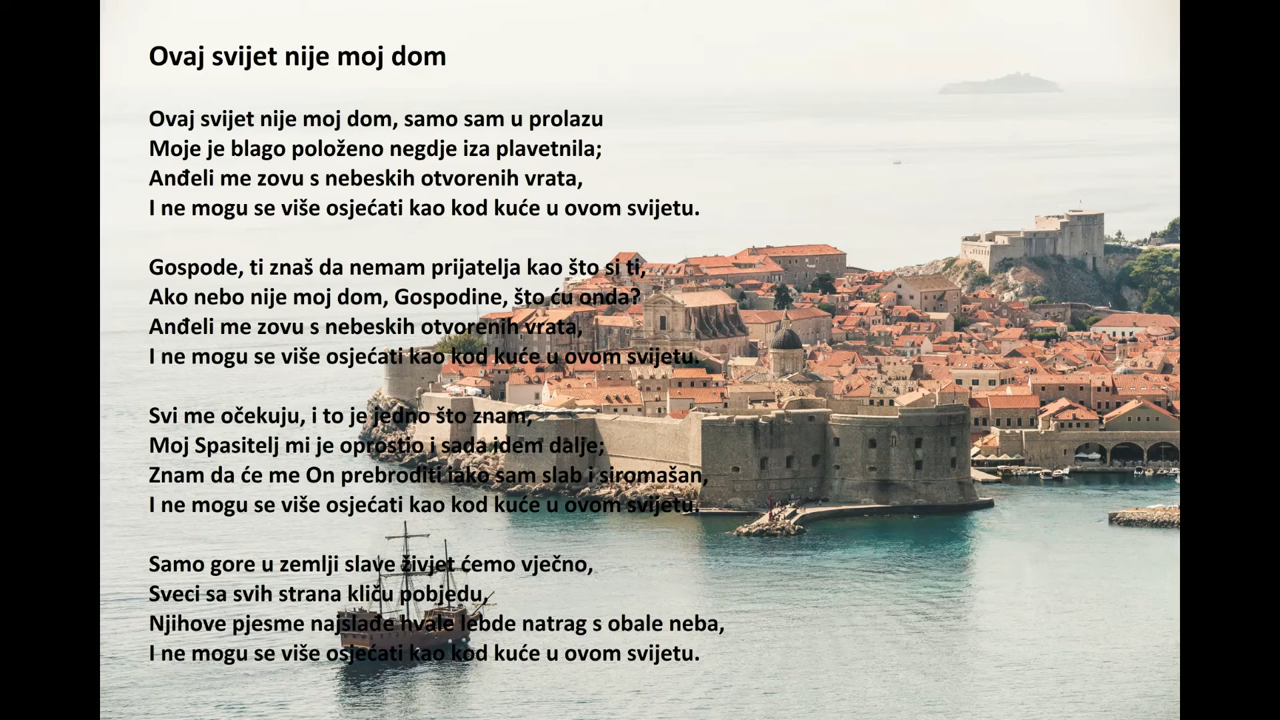 Ovaj svijet nije moj dom
Ovaj svijet nije moj dom, samo sam u prolazu
Moje je blago položeno negdje iza plavetnila;
Anđeli me zovu s nebeskih otvorenih vrata,
I ne mogu se više osjećati kao kod kuće u ovom svijetu.
Gospode, ti znaš da nemam prijatelja kao što si ti,
Ako nebo nije moj dom, Gospodine, što ću onda?
Anđeli me zovu s nebeskih otvorenih vrata,
I ne mogu se više osjećati kao kod kuće u ovom svijetu.
Svi me očekuju, i to je jedno što znam,
Moj Spasitelj mi je oprostio i sada idem dalje;
Znam da će me On prebroditi iako sam slab i siromašan,
I ne mogu se više osjećati kao kod kuće u ovom svijetu.
Samo gore u zemlji slave živjet ćemo vječno,
Sveci sa svih strana kliču pobjedu,
Njihove pjesme najslađe hvale lebde natrag s obale neba,
I ne mogu se više osjećati kao kod kuće u ovom svijetu.